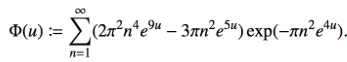 Φ(u) := ∑_{n=1}^{∞} (2π²n⁴e^{9u} − 3πn²e^{5u}) exp(−πn²e^{4u}).